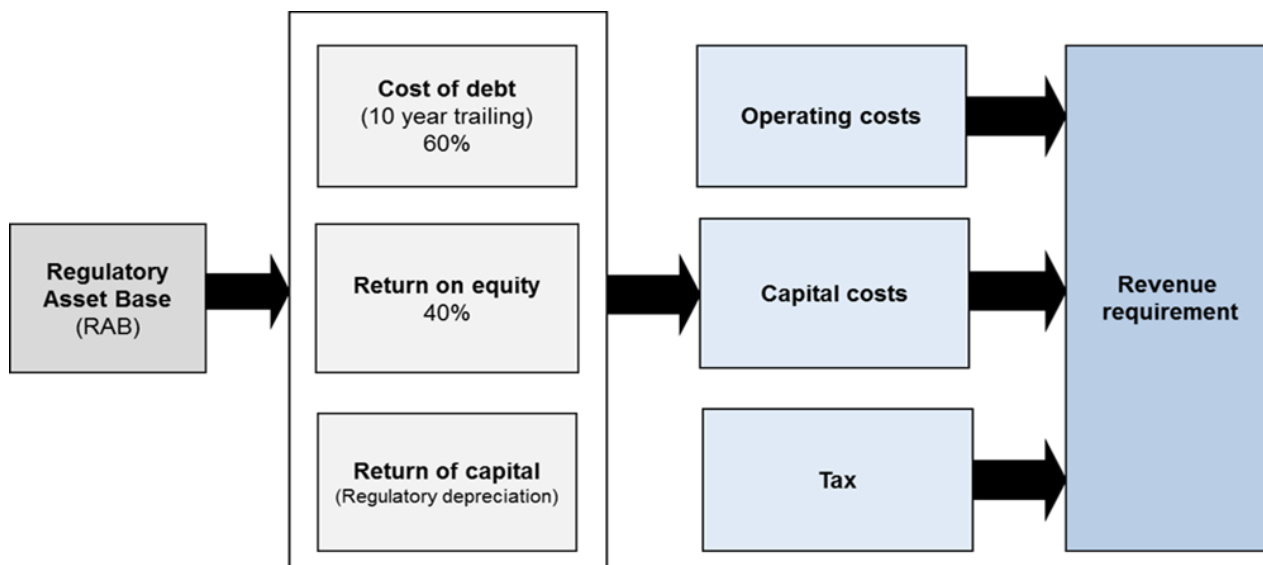 Regulatory
Asset Base
(RAB)
Cost of debt
(10 year trailing)
60%
Return on equity
40%
Return of capital
(Regulatory depreciation)
Operating costs
Capital costs
Tax
Revenue
requirement